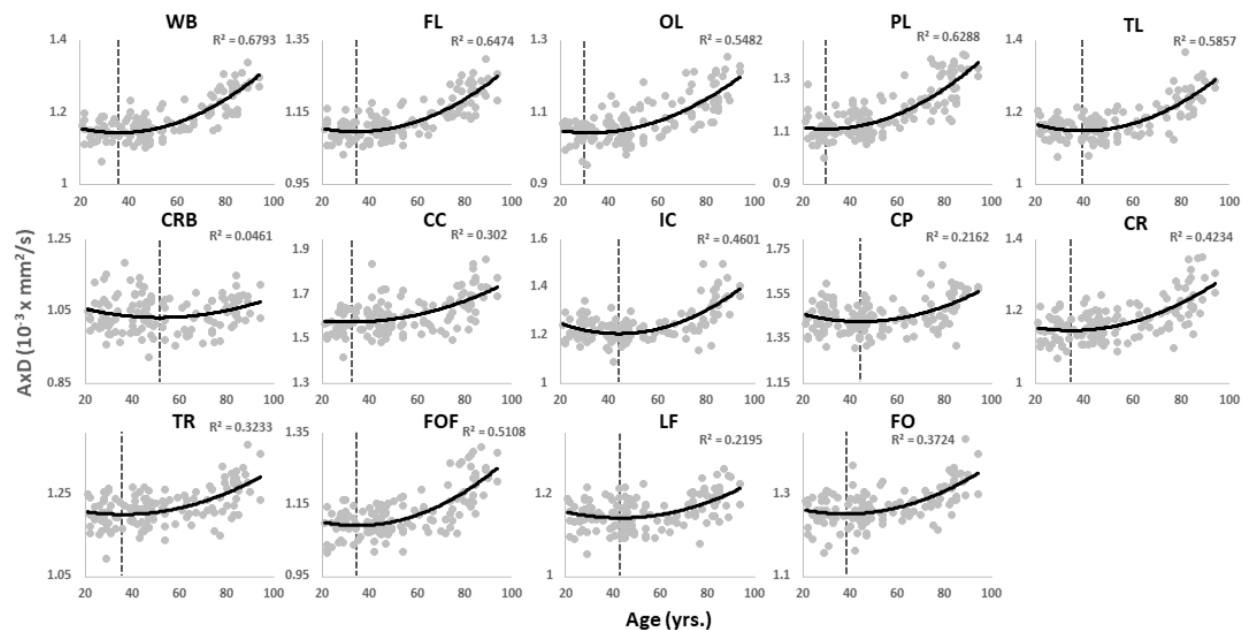 WB FL OL PL TL
R² = 0.6793 R² = 0.6474 R² = 0.5482 R² = 0.6288 R² = 0.5857
1.4 1.35 1.3 1.4
1.3
1.2 1.15 1.1 1.1 1.2
1 0.95 0.9 0.9 1
20 40 60 80 100 20 40 60 80 100 20 40 60 80 100 20 40 60 80 100 20 40 60 80 100
CRB CC IC CP CR
R² = 0.0461 R² = 0.302 R² = 0.4601 R² = 0.2162 R² = 0.4234
1.25 1.9 1.6 1.75 1.4
1.4
1.05 1.7 1.2 1.55 1.2
1.5 1.35
0.85 1.3 1 1.15 1
20 40 60 80 100 20 40 60 80 100 20 40 60 80 100 20 40 60 80 100 20 40 60 80 100
AxD (10⁻³ x mm²/s)
TR FOF LF FO
R² = 0.3233 R² = 0.5108 R² = 0.2195 R² = 0.3724
1.35
1.25 1.15 1.2 1.3
1.05 0.95 1 1.1
20 40 60 80 100 20 40 60 80 100 20 40 60 80 100 20 40 60 80 100
Age (yrs.)